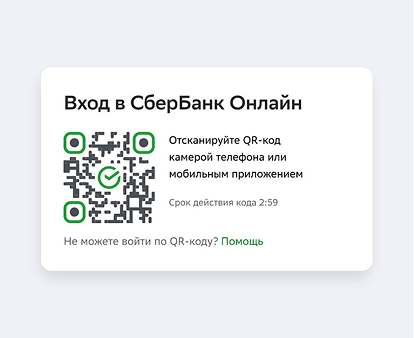 Вход в СберБанк Онлайн
Отсканируйте QR-код
камерой телефона или
мобильным приложением
Срок действия кода 2:59
Не можете войти по QR-коду? Помощь